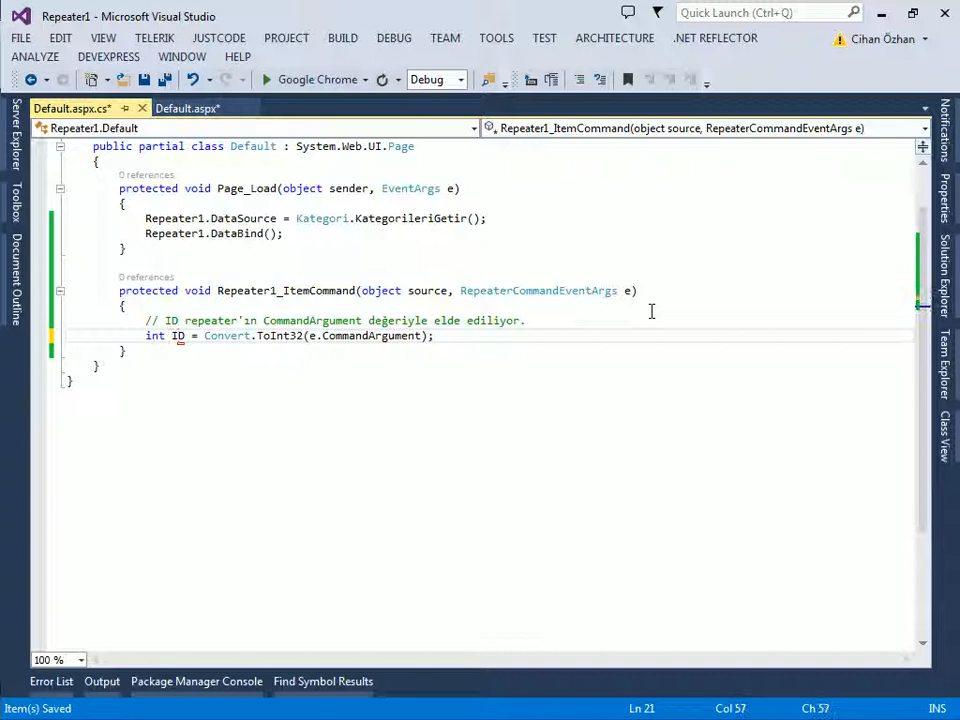 Repeater1 - Microsoft Visual Studio
Quick Launch (Ctrl+Q)
FILE EDIT VIEW TELERIK JUSTCODE PROJECT BUILD DEBUG TEAM TOOLS TEST ARCHITECTURE .NET REFLECTOR
Cihan Özhan
ANALYZE DEVEXPRESS WINDOW HELP
Google Chrome Debug
Default.aspx.cs* Default.aspx*
Repeater1.Default Repeater1_ItemCommand(object source, RepeaterCommandEventArgs e)
public partial class Default : System.Web.UI.Page
{
0 references
protected void Page_Load(object sender, EventArgs e)
{
Repeater1.DataSource = Kategori.KategorileriGetir();
Repeater1.DataBind();
}
0 references
protected void Repeater1_ItemCommand(object source, RepeaterCommandEventArgs e)
{
// ID repeater'ın CommandArgument değeriyle elde ediliyor.
int ID = Convert.ToInt32(e.CommandArgument);
}
}
}
Server Explorer
Toolbox
Document Outline
Notifications
Properties
Solution Explorer
Team Explorer
Class View
100 %
Error List Output Package Manager Console Find Symbol Results
Item(s) Saved Ln 21 Col 57 Ch 57 INS